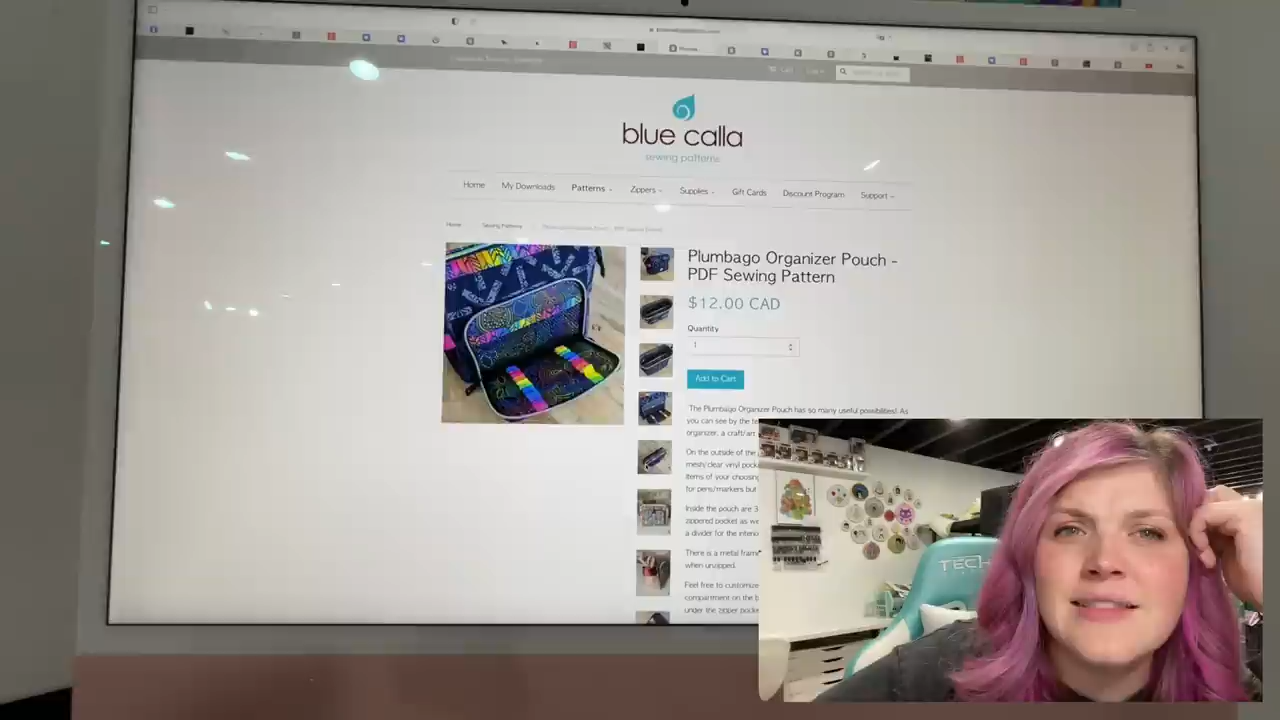 blue calla
sewing patterns
Home My Downloads Patterns Zippers Supplies Gift Cards Discount Program Support
Home Sewing Patterns
Plumbago Organizer Pouch -
PDF Sewing Pattern
$12.00 CAD
Quantity
1
Add to Cart
The Plumbago Organizer Pouch has so many useful possibilities! As
you can see by the
organizer, a craft/art
On the outside of the
mesh/clear vinyl
items of your choosing
for pens/markers but
Inside the pouch are 3
zippered pocket as we
a divider for the
There is a metal frame
when unzipped.
Feel free to customize
compartment on the b
under the zipper
TECH